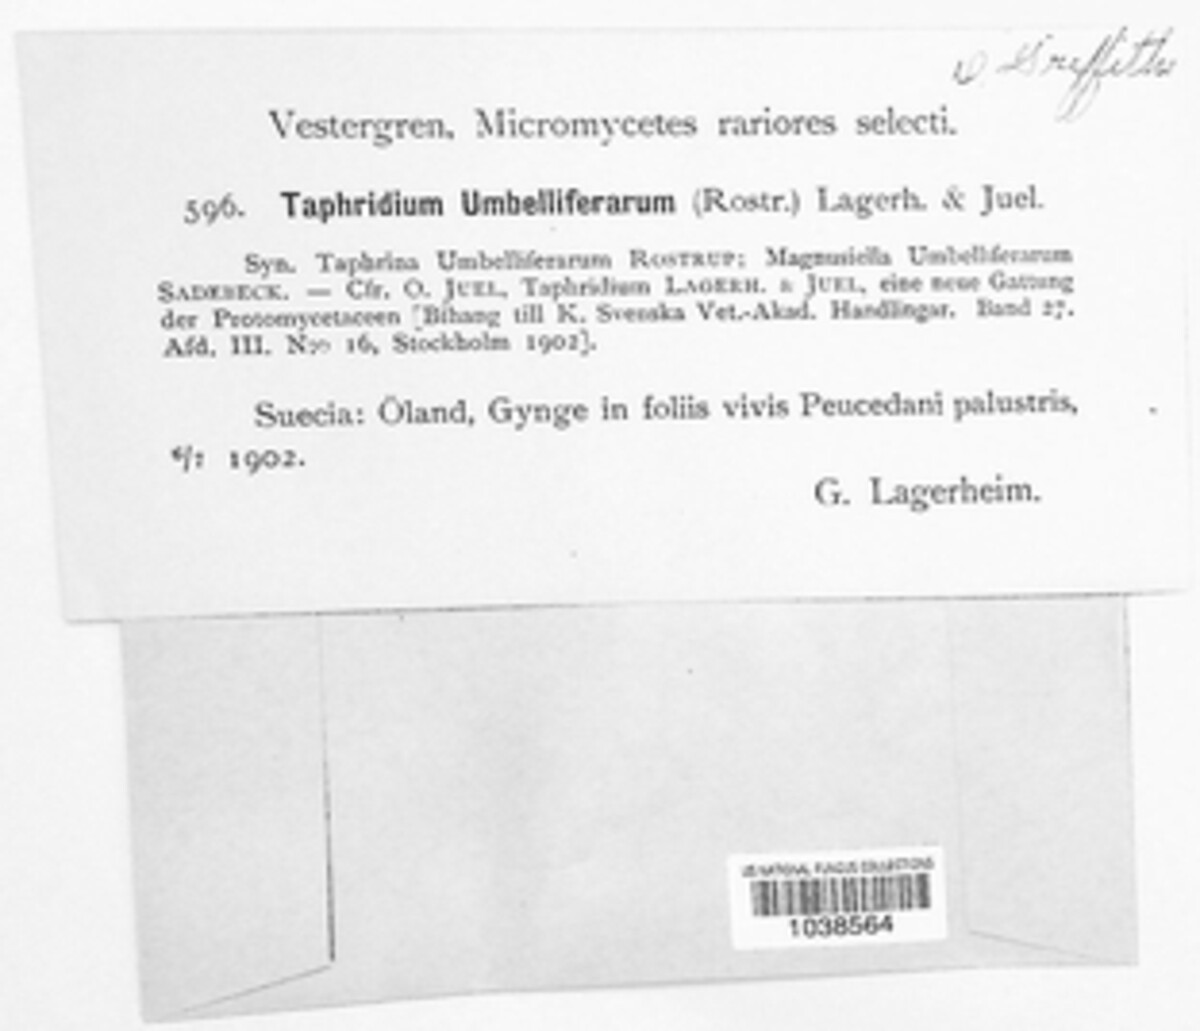 D Griffiths
Vestergren, Micromycetes rariores selecti.
596. Taphridium Umbelliferarum (Rostr.) Lagerh. & Juel.
Syn. Taphrina Umbelliferarum ROSTRUP; Magnusiella Umbelliferarum
SADEBECK. — Cfr. O. JUEL, Taphridium LAGERH. & JUEL, eine neue Gattung
der Protomycetaceen [Bihang till K. Svenska Vet.-Akad. Handlingar. Band 27.
Afd. III. N:o 16, Stockholm 1902].
Suecia: Öland, Gynge in foliis vivis Peucedani palustris,
1902.
G. Lagerheim.
US NATIONAL FUNGUS COLLECTIONS
1038564